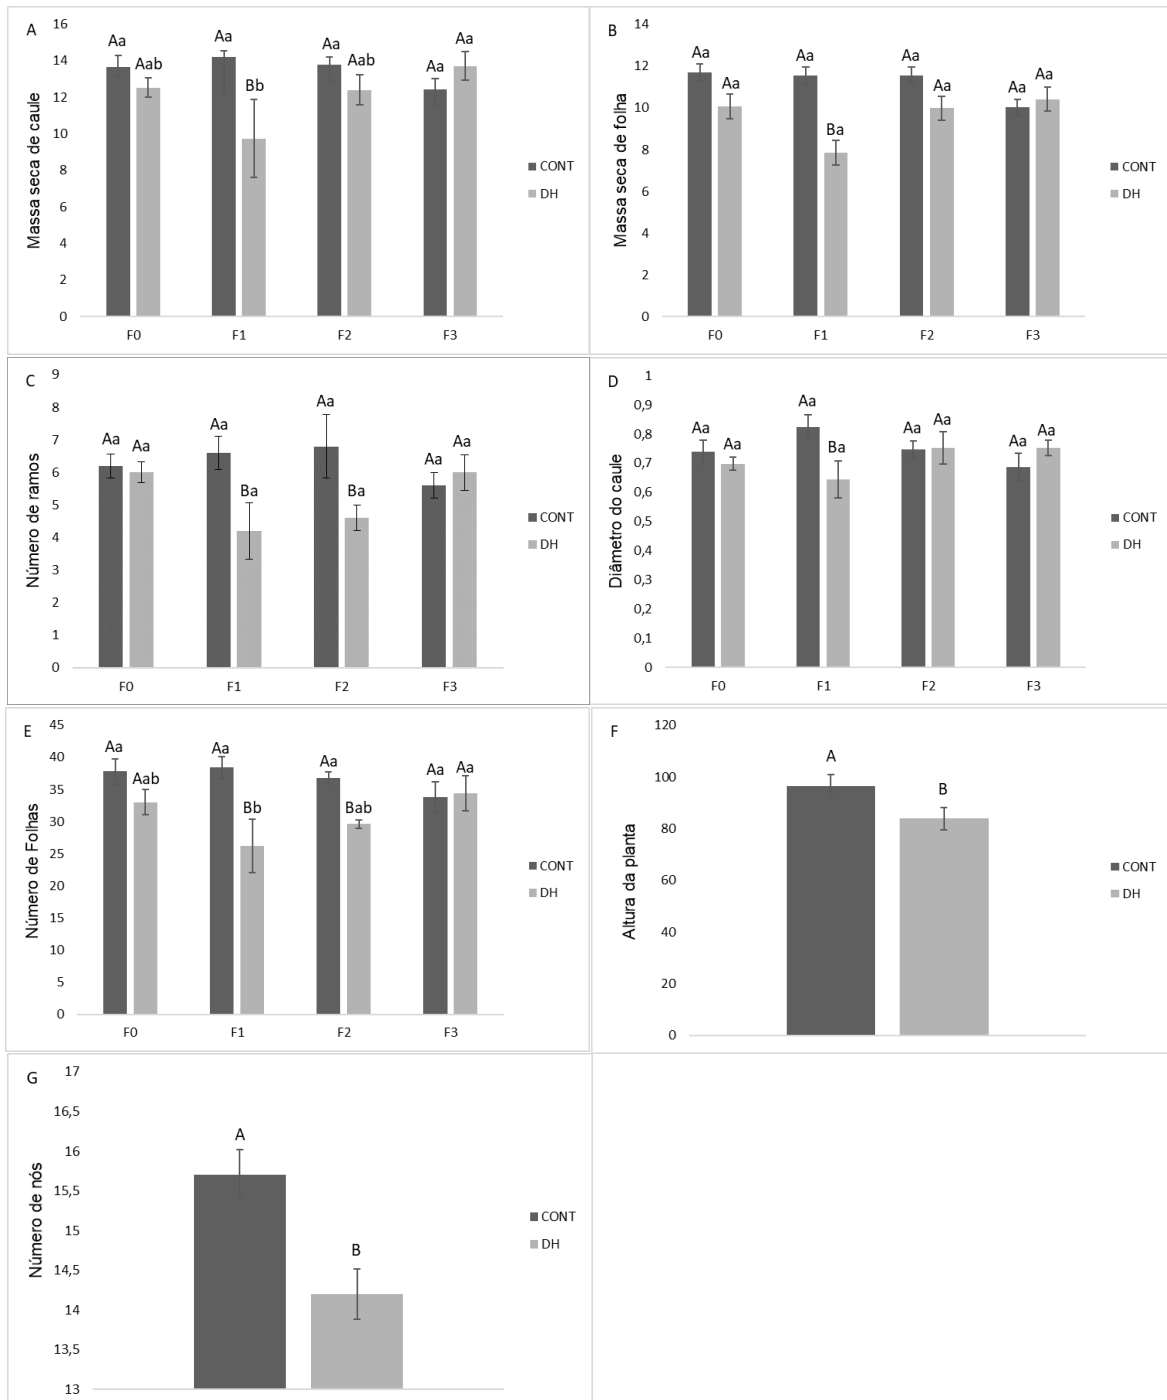 A
Massa seca de caule
16
14
12
10
8
6
4
2
0
Aa
Aab
Aa
Bb
Aa
Aab
Aa
Aa
F0
F1
F2
F3
CONT
DH
B
Massa seca de folha
14
12
10
8
6
4
2
0
Aa
Aa
Aa
Ba
Aa
Aa
Aa
Aa
F0
F1
F2
F3
CONT
DH
C
Número de ramos
9
8
7
6
5
4
3
2
1
0
Aa
Aa
Aa
Ba
Aa
Ba
Aa
Aa
F0
F1
F2
F3
CONT
DH
D
Diâmetro do caule
1
0,9
0,8
0,7
0,6
0,5
0,4
0,3
0,2
0,1
0
Aa
Aa
Aa
Ba
Aa
Aa
Aa
Aa
F0
F1
F2
F3
CONT
DH
E
Número de Folhas
45
40
35
30
25
20
15
10
5
0
Aa
Aab
Aa
Bb
Aa
Bab
Aa
Aa
F0
F1
F2
F3
CONT
DH
F
Altura da planta
120
100
80
60
40
20
0
A
B
CONT
DH
G
Número de nós
17
16,5
16
15,5
15
14,5
14
13,5
13
A
B
CONT
DH